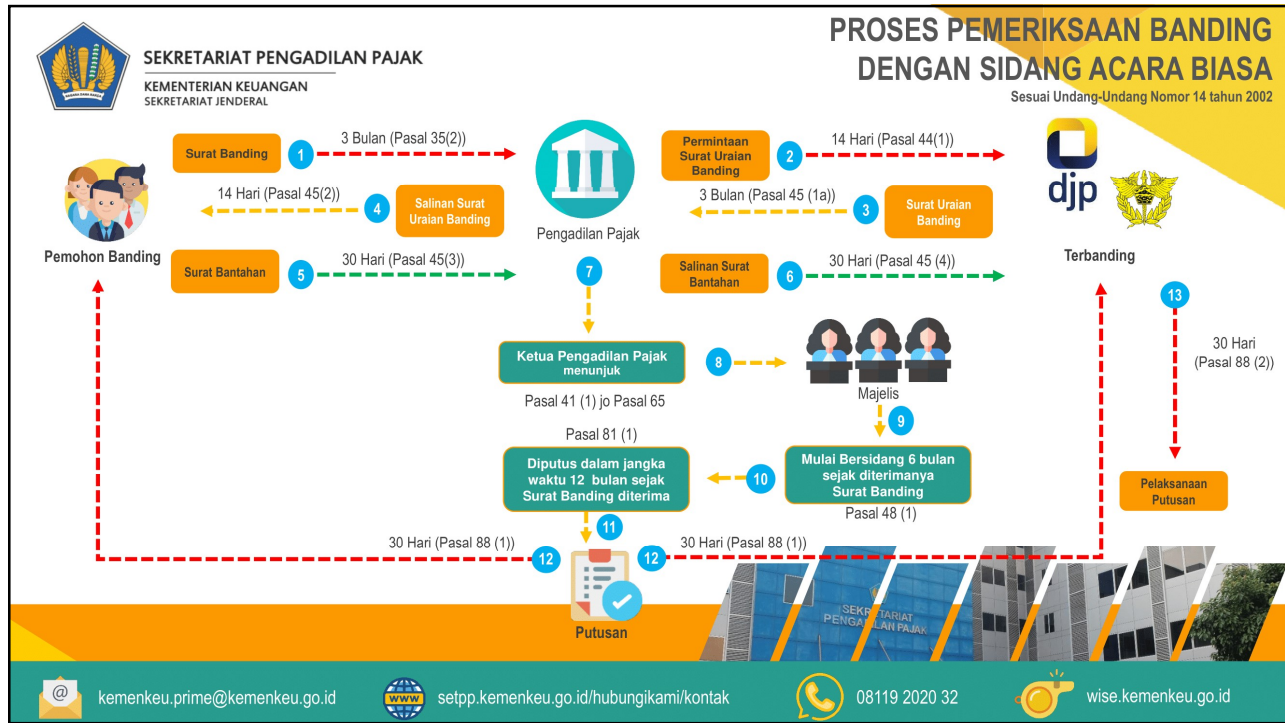 PROSES PEMERIKSAAN BANDING
DENGAN SIDANG ACARA BIASA
Sesuai Undang-Undang Nomor 14 tahun 2002
SEKRETARIAT PENGADILAN PAJAK
KEMENTERIAN KEUANGAN
SEKRETARIAT JENDERAL
Surat Banding
1
3 Bulan (Pasal 35(2))
Permintaan
Surat Uraian
Banding
2
14 Hari (Pasal 44(1))
djp
14 Hari (Pasal 45(2))
4
Salinan Surat
Uraian Banding
3 Bulan (Pasal 45 (1a))
3
Surat Uraian
Banding
Pengadilan Pajak
Pemohon Banding
Terbanding
Surat Bantahan
5
30 Hari (Pasal 45(3))
7
Salinan Surat
Bantahan
6
30 Hari (Pasal 45 (4))
13
30 Hari
(Pasal 88 (2))
Ketua Pengadilan Pajak
menunjuk
8
Majelis
Pasal 41 (1) jo Pasal 65
9
Pasal 81 (1)
Diputus dalam jangka
waktu 12 bulan sejak
Surat Banding diterima
10
Mulai Bersidang 6 bulan
sejak diterimanya
Surat Banding
Pasal 48 (1)
Pelaksanaan
Putusan
11
30 Hari (Pasal 88 (1))
12
12
30 Hari (Pasal 88 (1))
Putusan
SEKRETARIAT
PENGADILAN PAJAK
@
kemenkeu.prime@kemenkeu.go.id
www
setpp.kemenkeu.go.id/hubungikami/kontak
08119 2020 32
wise.kemenkeu.go.id